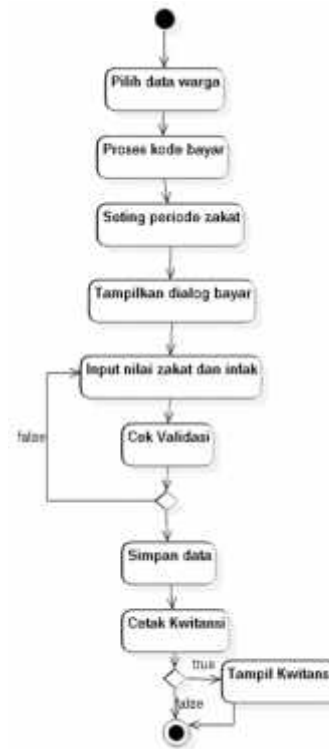 Pilih data warga
Proses kode bayar
Seting periode zakat
Tampilkan dialog bayar
Input nilai zakat dan infak
false
Cek Validasi
Simpan data
Cetak Kwitansi
true
Tampil Kwitansi
false